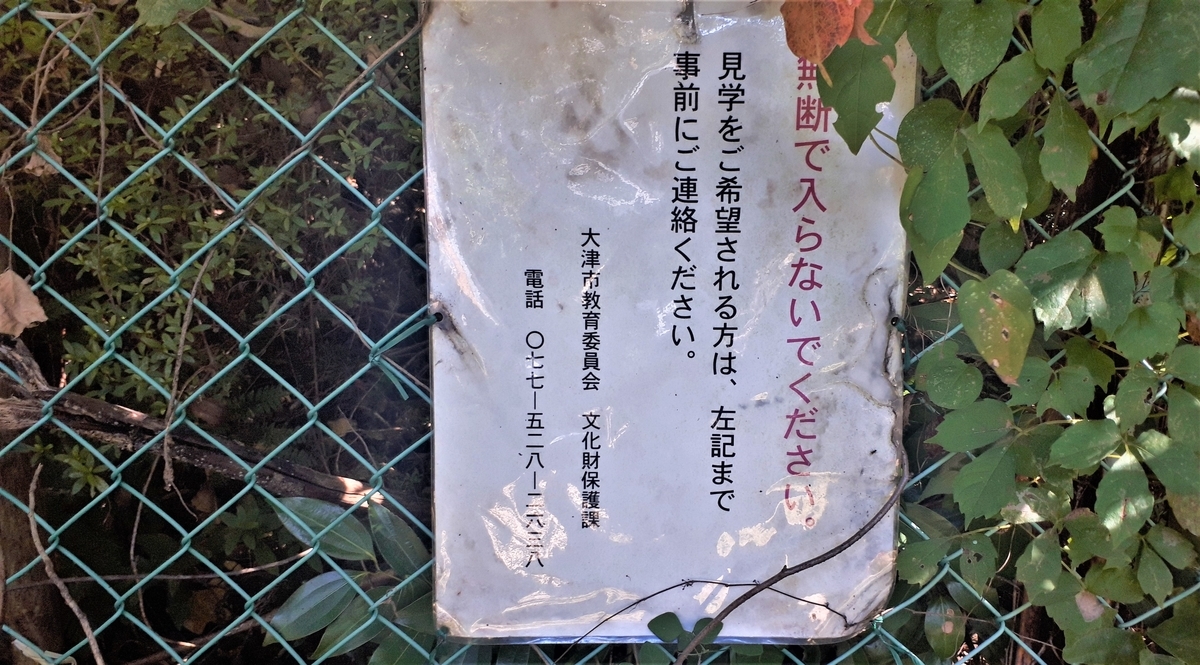 無断で入らないでください。
見学をご希望される方は、左記まで
事前にご連絡ください。
大津市教育委員会　文化財保護課
電話　〇七七―五二八―二六三八